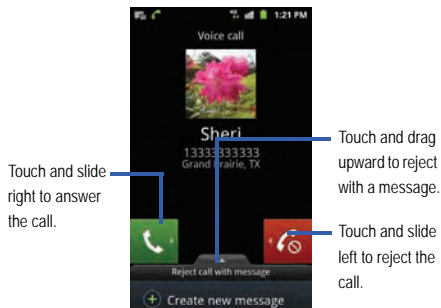 1:21 PM
Voice call
Sheri
13333333333
Grand Prairie, TX
Touch and slide
right to answer
the call.
Touch and drag
upward to reject
with a message.
Touch and slide
left to reject the
call.
Reject call with message
Create new message